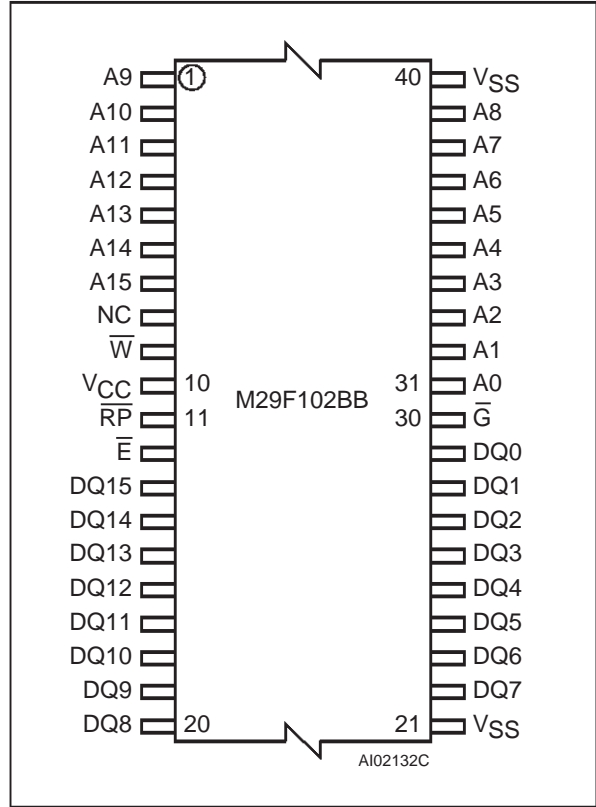 A9 1 40 VSS
A10 A8
A11 A7
A12 A6
A13 A5
A14 A4
A15 A3
NC A2
W̅ A1
VCC 10 31 A0
M29F102BB
R̅P̅ 11 30 G̅
E̅ DQ0
DQ15 DQ1
DQ14 DQ2
DQ13 DQ3
DQ12 DQ4
DQ11 DQ5
DQ10 DQ6
DQ9 DQ7
DQ8 20 21 VSS
AI02132C